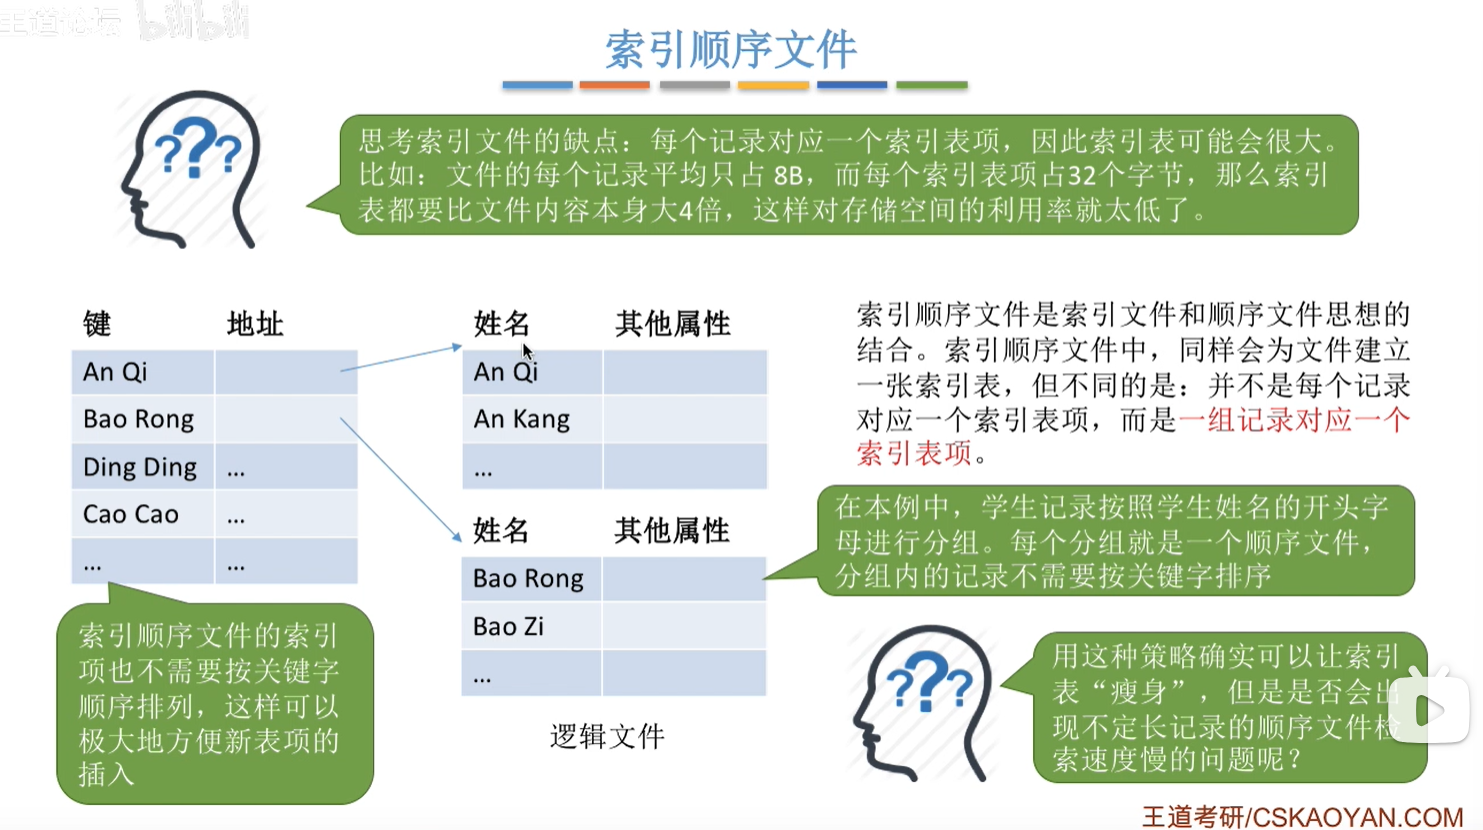 王道论坛 bilibili
索引顺序文件
???
思考索引文件的缺点：每个记录对应一个索引表项，因此索引表可能会很大。
比如：文件的每个记录平均只占 8B，而每个索引表项占32个字节，那么索引
表都要比文件内容本身大4倍，这样对存储空间的利用率就太低了。
键 地址
An Qi
Bao Rong
Ding Ding ...
Cao Cao ...
... ...
索引顺序文件的索引
项也不需要按关键字
顺序排列，这样可以
极大地方便新表项的
插入
姓名 其他属性
An Qi
An Kang
...
姓名 其他属性
Bao Rong
Bao Zi
...
逻辑文件
索引顺序文件是索引文件和顺序文件思想的
结合。索引顺序文件中，同样会为文件建立
一张索引表，但不同的是：并不是每个记录
对应一个索引表项，而是一组记录对应一个
索引表项。
在本例中，学生记录按照学生姓名的开头字
母进行分组。每个分组就是一个顺序文件，
分组内的记录不需要按关键字排序
???
用这种策略确实可以让索引
表“瘦身”，但是是否会出
现不定长记录的顺序文件检
索速度慢的问题呢？
王道考研/CSKAOYAN.COM